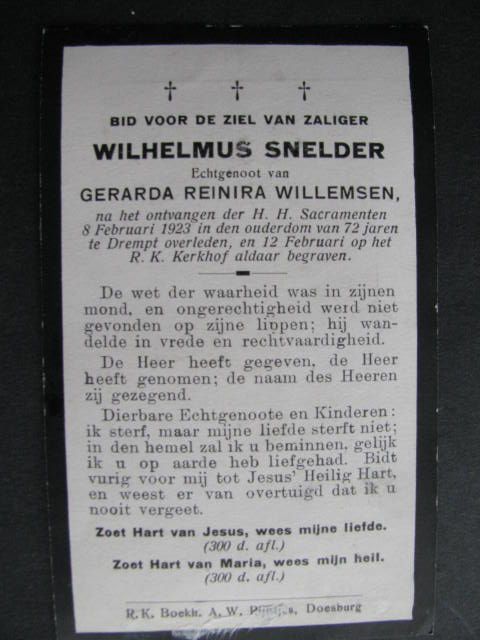 BID VOOR DE ZIEL VAN ZALIGER
WILHELMUS SNELDER
Echtgenoot van
GERARDA REINIRA WILLEMSEN,
na het ontvangen der H. H. Sacramenten
8 Februari 1923 in den ouderdom van 72 jaren
te Drempt overleden, en 12 Februari op het
R. K. Kerkhof aldaar begraven.
De wet der waarheid was in zijnen
mond, en ongerechtigheid werd niet
gevonden op zijne lippen; hij wan-
delde in vrede en rechtvaardigheid.
De Heer heeft gegeven, de Heer
heeft genomen; de naam des Heeren
zij gezegend.
Dierbare Echtgenoote en Kinderen:
ik sterf, maar mijne liefde sterft niet;
in den hemel zal ik u beminnen, gelijk
ik u op aarde heb liefgehad. Bidt
vurig voor mij tot Jesus' Heilig Hart,
en weest er van overtuigd dat ik u
nooit vergeet.
Zoet Hart van Jesus, wees mijne liefde.
(300 d. afl.)
Zoet Hart van Maria, wees mijn heil.
(300 d. afl.)
R.K. Boekh. A. W. Doesburg